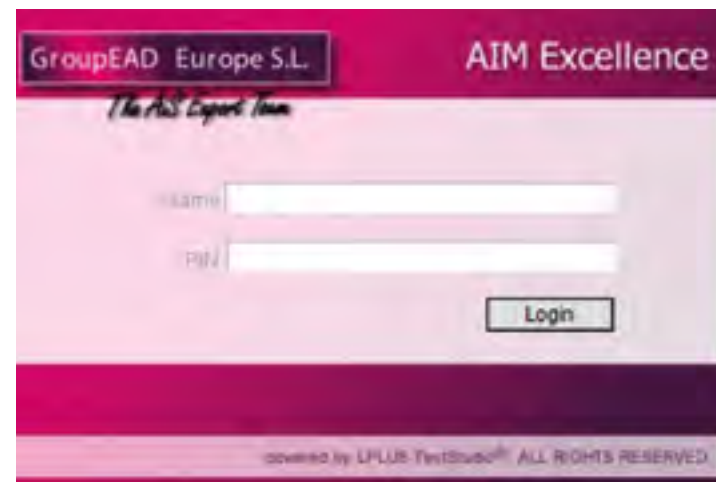 GroupEAD Europe S.L.
AIM Excellence
The AIS Expert Team
Name
PIN
Login
powered by LPLUS TestStudio® ALL RIGHTS RESERVED